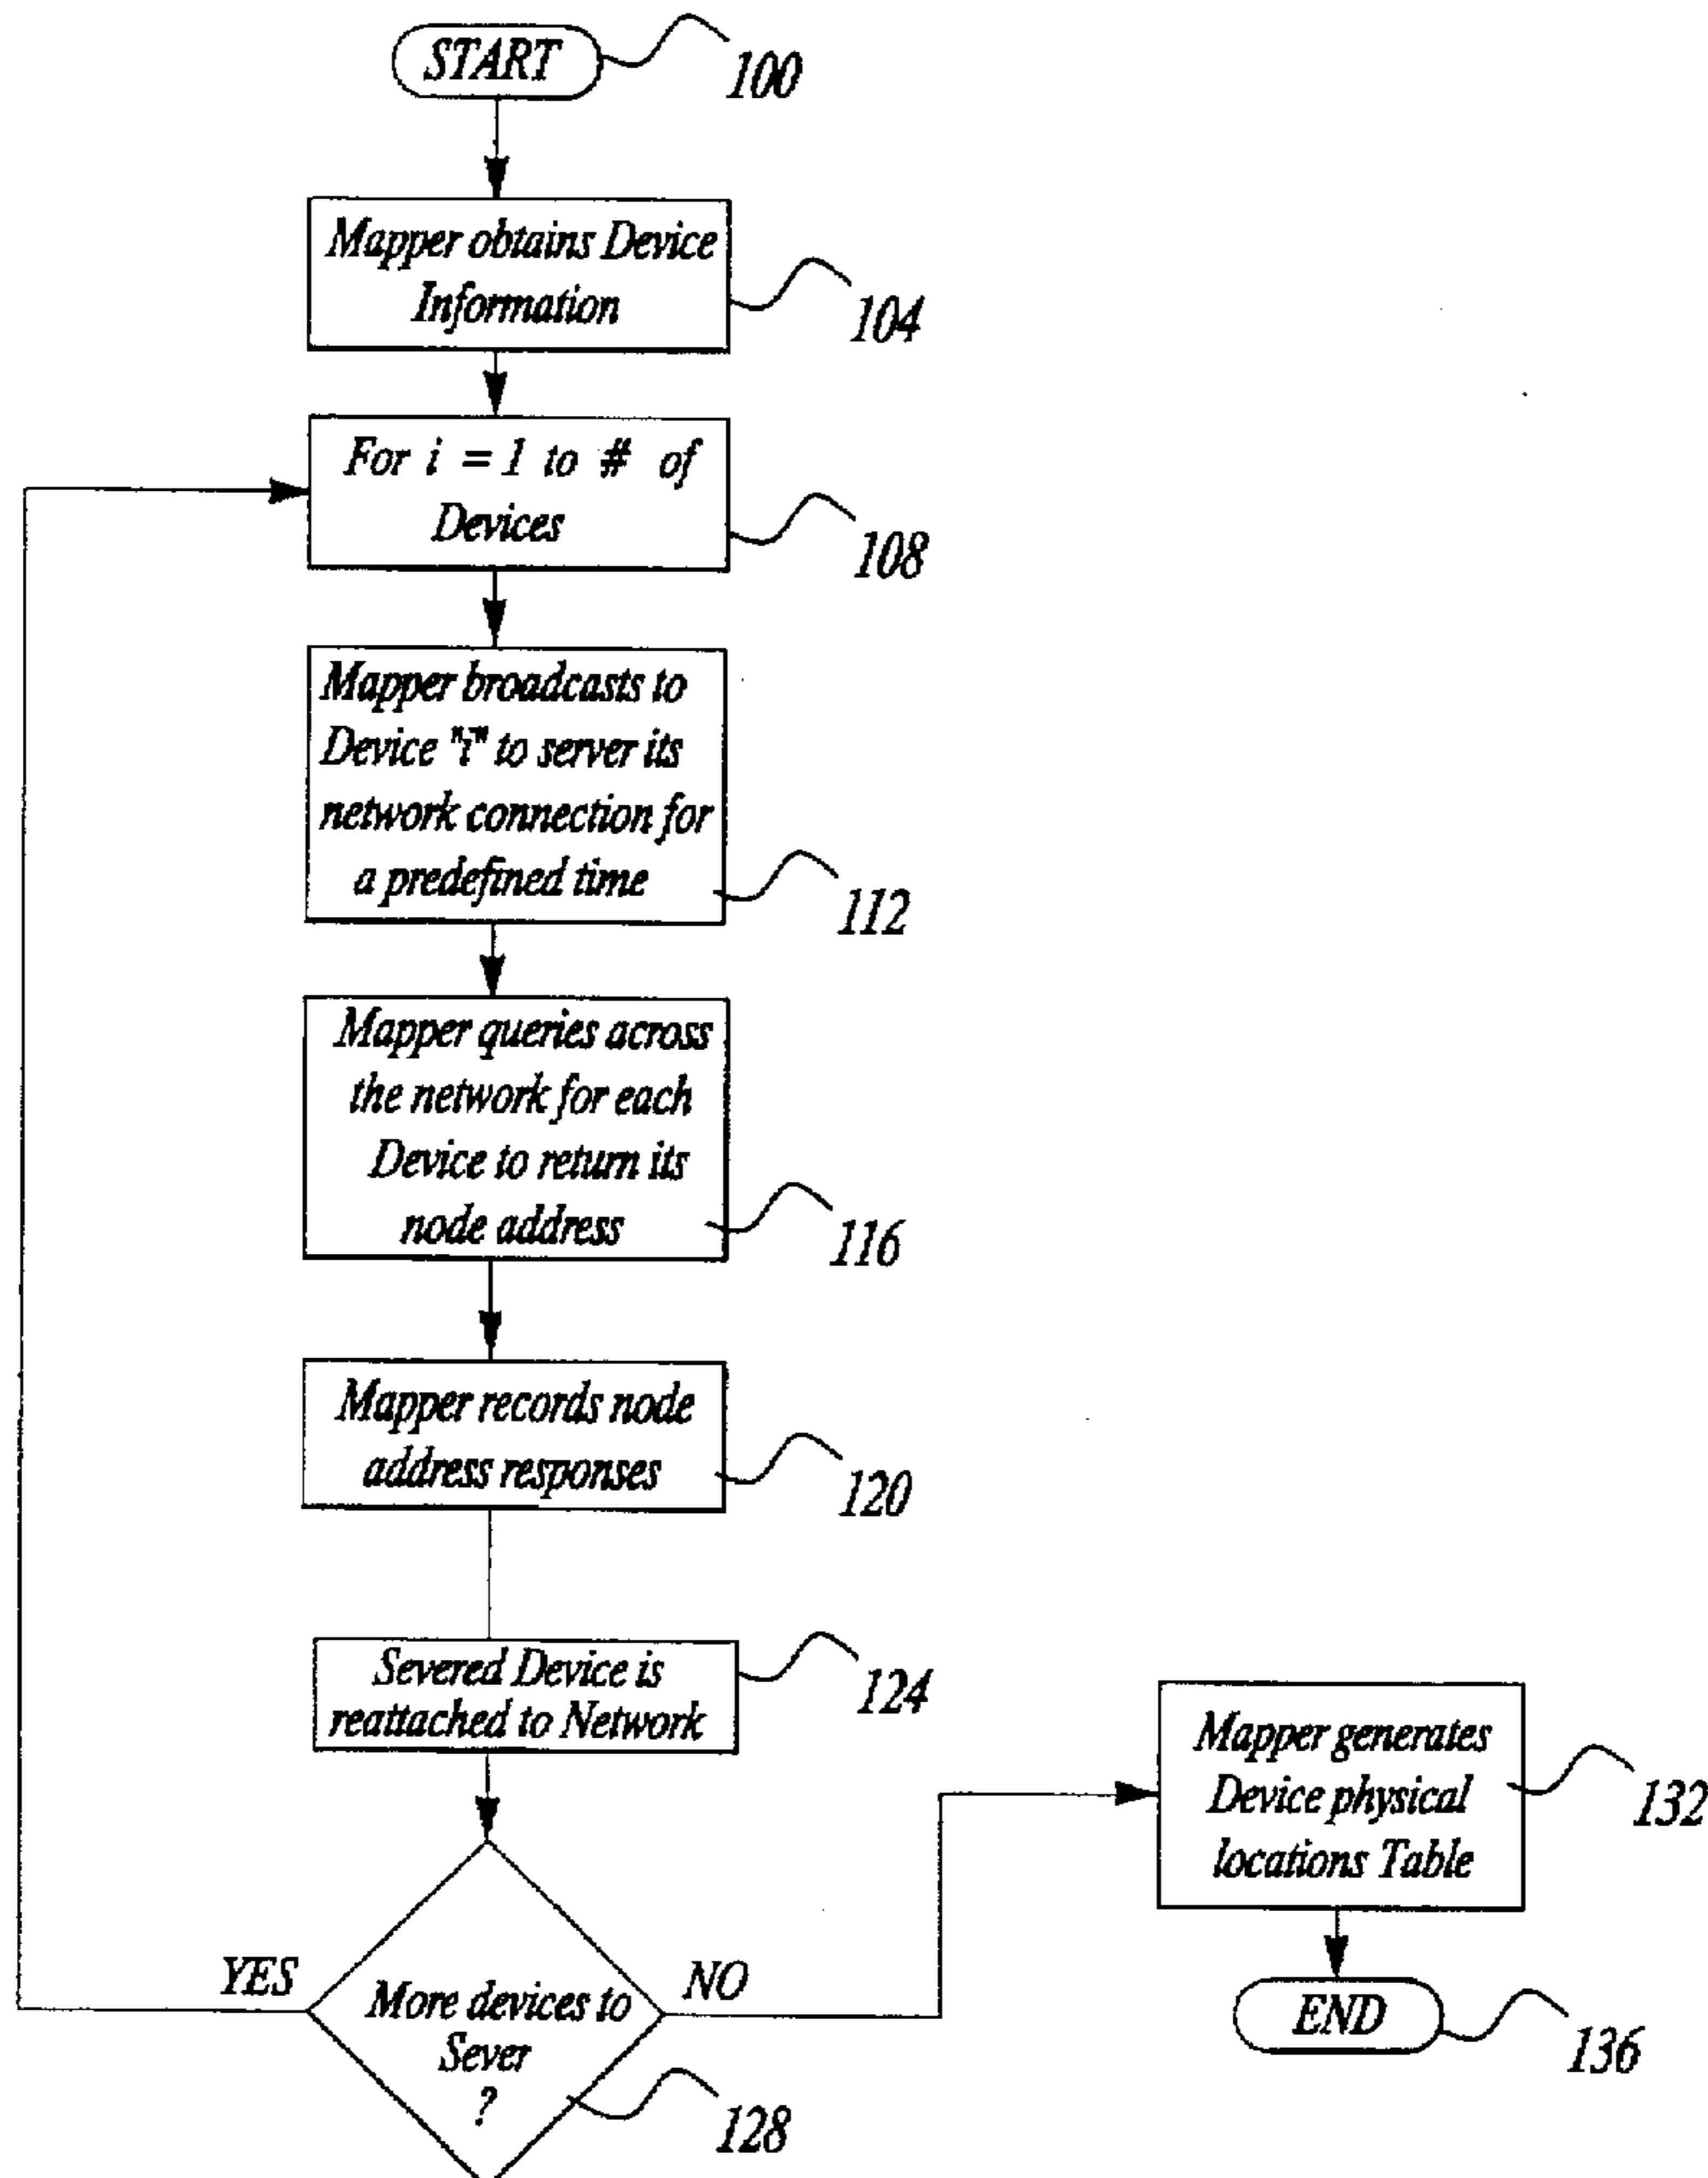 START
100
Mapper obtains Device
Information
104
For i = 1 to # of
Devices
108
Mapper broadcasts to
Device "i" to server its
network connection for
a predefined time
112
Mapper queries across
the network for each
Device to return its
node address
116
Mapper records node
address responses
120
Severed Device is
reattached to Network
124
More devices to
Sever
?
128
YES
NO
Mapper generates
Device physical
locations Table
132
END
136